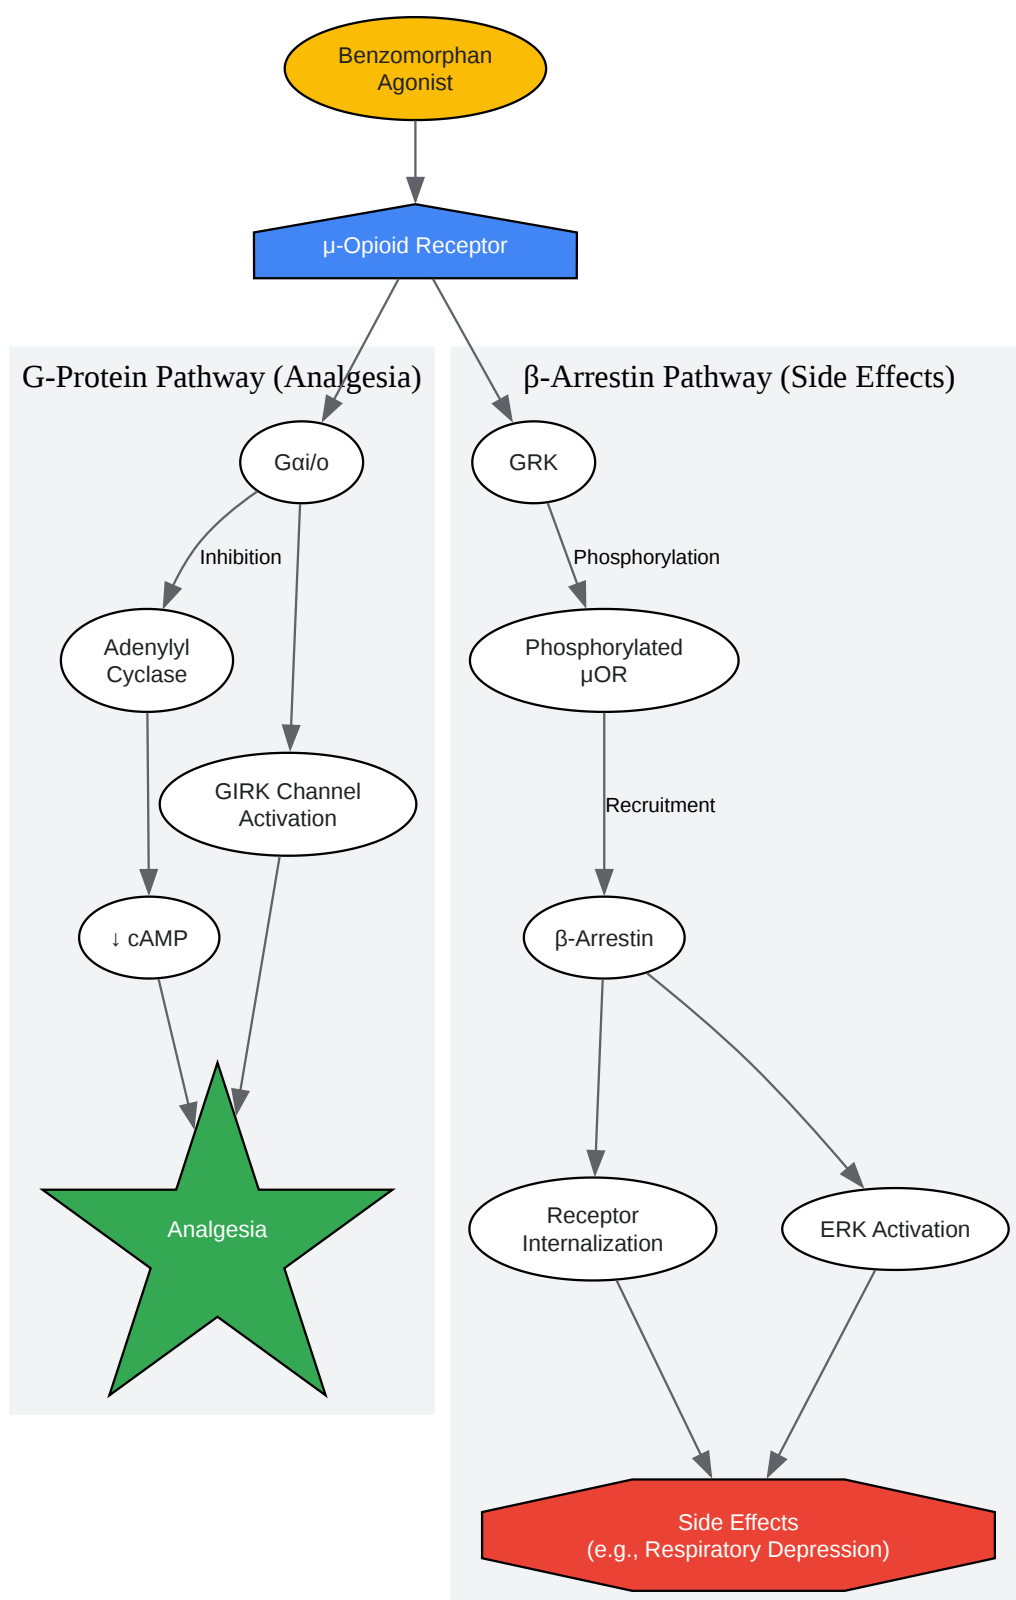 Benzomorphan
Agonist
μ-Opioid Receptor
G-Protein Pathway (Analgesia)
Gαi/o
Inhibition
Adenylyl
Cyclase
GIRK Channel
Activation
↓ cAMP
Analgesia
β-Arrestin Pathway (Side Effects)
GRK
Phosphorylation
Phosphorylated
μOR
Recruitment
β-Arrestin
Receptor
Internalization
ERK Activation
Side Effects
(e.g., Respiratory Depression)